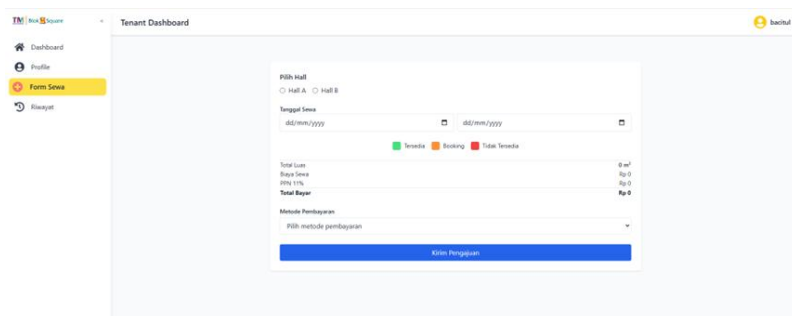 TM Brick Square
Tenant Dashboard
bacitul
Dashboard
Profile
Form Sewa
Riwayat
Pilih Hall
Hall A Hall B
Tanggal Sewa
dd/mm/yyyy dd/mm/yyyy
Tersedia Booking Tidak Tersedia
Total Luas 0 m²
Biaya Sewa Rp 0
PPN 11% Rp 0
Total Bayar Rp 0
Metode Pembayaran
Pilih metode pembayaran
Kirim Pengajuan